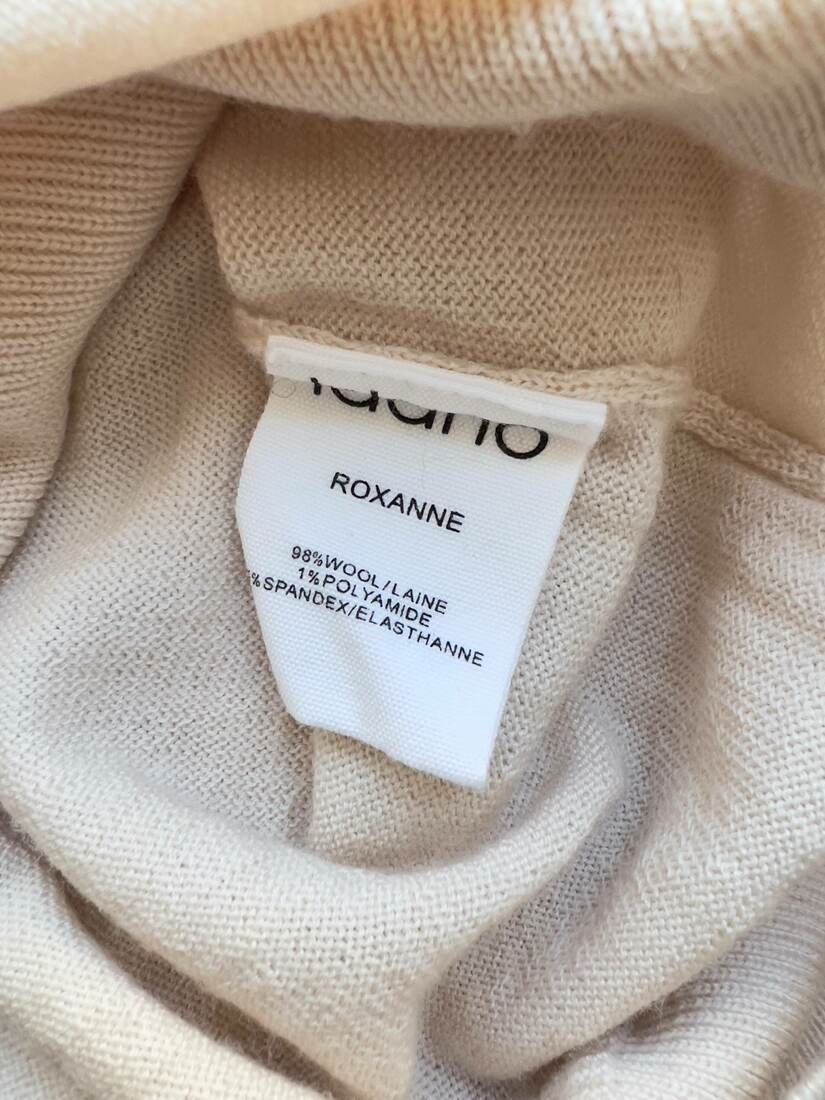 ROXANNE
98%WOOL/LAINE
1%POLYAMIDE
%SPANDEX/ELASTHANNE